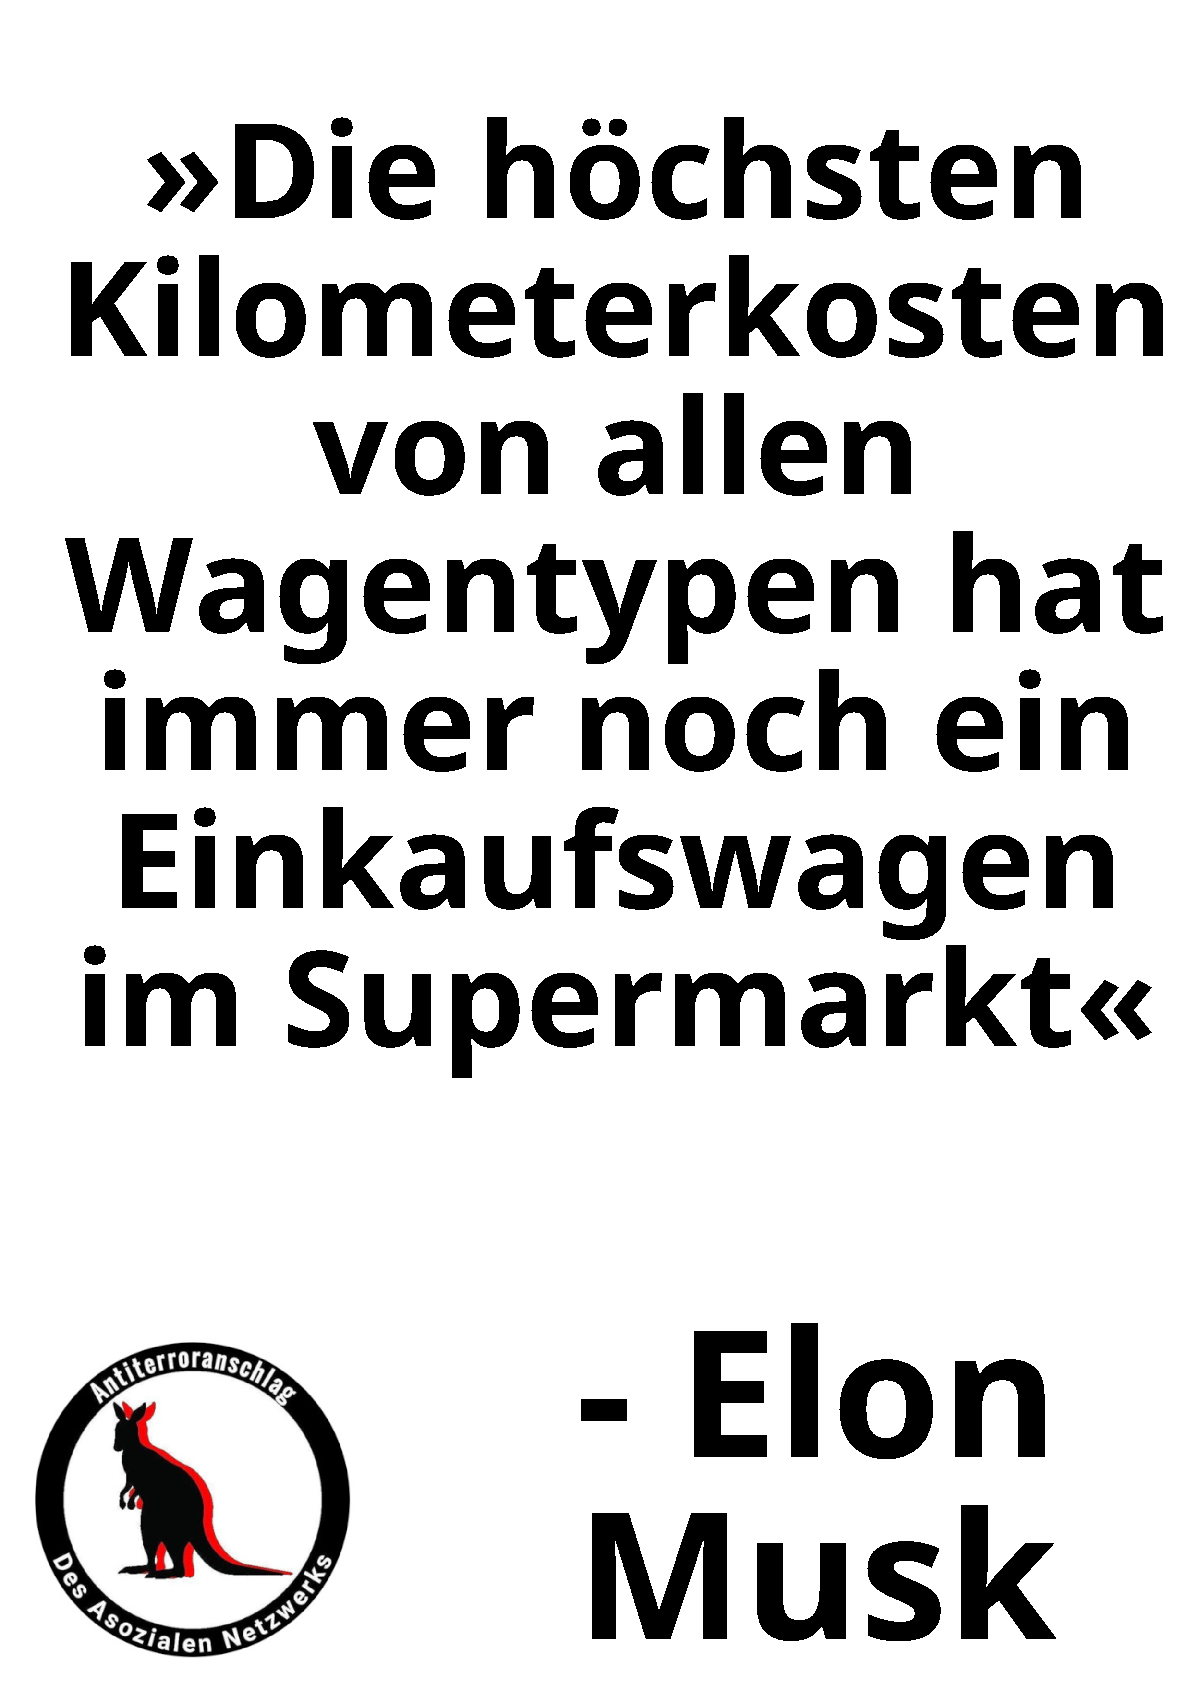 »Die höchsten
Kilometerkosten
von allen
Wagentypen hat
immer noch ein
Einkaufswagen
im Supermarkt«
- Elon
Musk
Antiterroranschlag
Des Asozialen Netzwerks